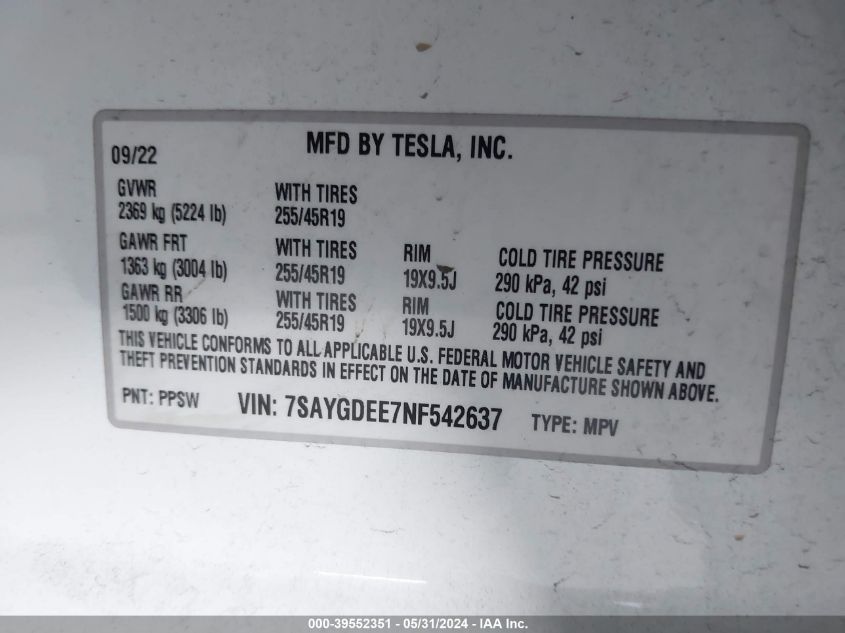 MFD BY TESLA, INC.
09/22
GVWR WITH TIRES
2369 kg (5224 lb) 255/45R19
GAWR FRT WITH TIRES RIM COLD TIRE PRESSURE
1363 kg (3004 lb) 255/45R19 19X9.5J 290 kPa, 42 psi
GAWR RR WITH TIRES RIM COLD TIRE PRESSURE
1500 kg (3306 lb) 255/45R19 19X9.5J 290 kPa, 42 psi
THIS VEHICLE CONFORMS TO ALL APPLICABLE U.S. FEDERAL MOTOR VEHICLE SAFETY AND
THEFT PREVENTION STANDARDS IN EFFECT ON THE DATE OF MANUFACTURE SHOWN ABOVE.
PNT: PPSW VIN: 7SAYGDEE7NF542637 TYPE: MPV
000-39552351 - 05/31/2024 - IAA Inc.